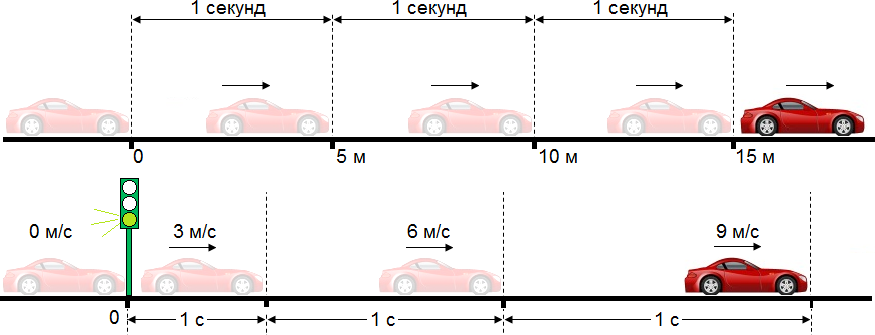 1 секунд 1 секунд 1 секунд
0 5 м 10 м 15 м
0 м/с 3 м/с 6 м/с 9 м/с
0 1 с 1 с 1 с